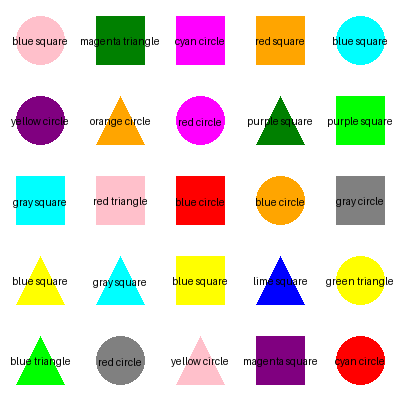 blue square magenta triangle cyan circle red square blue square
yellow circle orange circle red circle purple square purple square
gray square red triangle blue circle blue circle gray circle
blue square gray square blue square lime square green triangle
blue triangle red circle yellow circle magenta square cyan circle